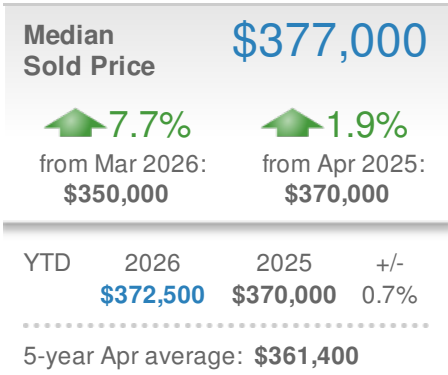 Median $377,000
Sold Price
7.7% 1.9%
from Mar 2026: from Apr 2025:
$350,000 $370,000
YTD 2026 2025 +/-
$372,500 $370,000 0.7%
5-year Apr average: $361,400